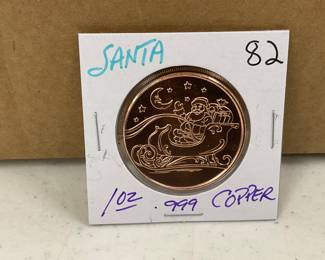 SANTA 82
1oz .999 COPPER